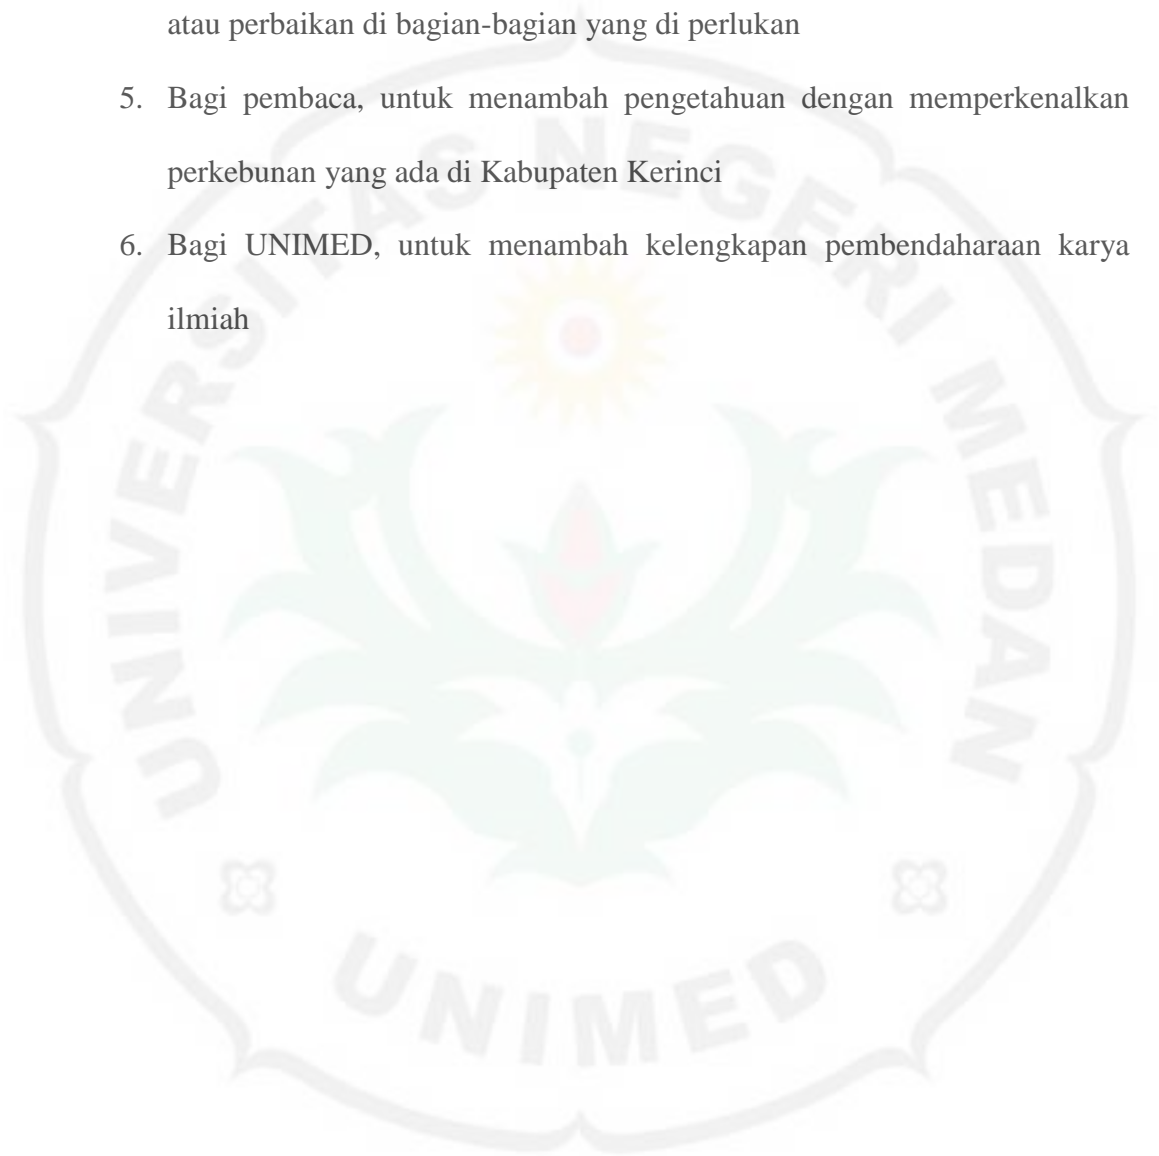 atau perbaikan di bagian-bagian yang di perlukan
5. Bagi pembaca, untuk menambah pengetahuan dengan memperkenalkan
perkebunan yang ada di Kabupaten Kerinci
6. Bagi UNIMED, untuk menambah kelengkapan pembendaharaan karya
ilmiah
UNIVERSITAS NEGERI MEDAN
UNIMED